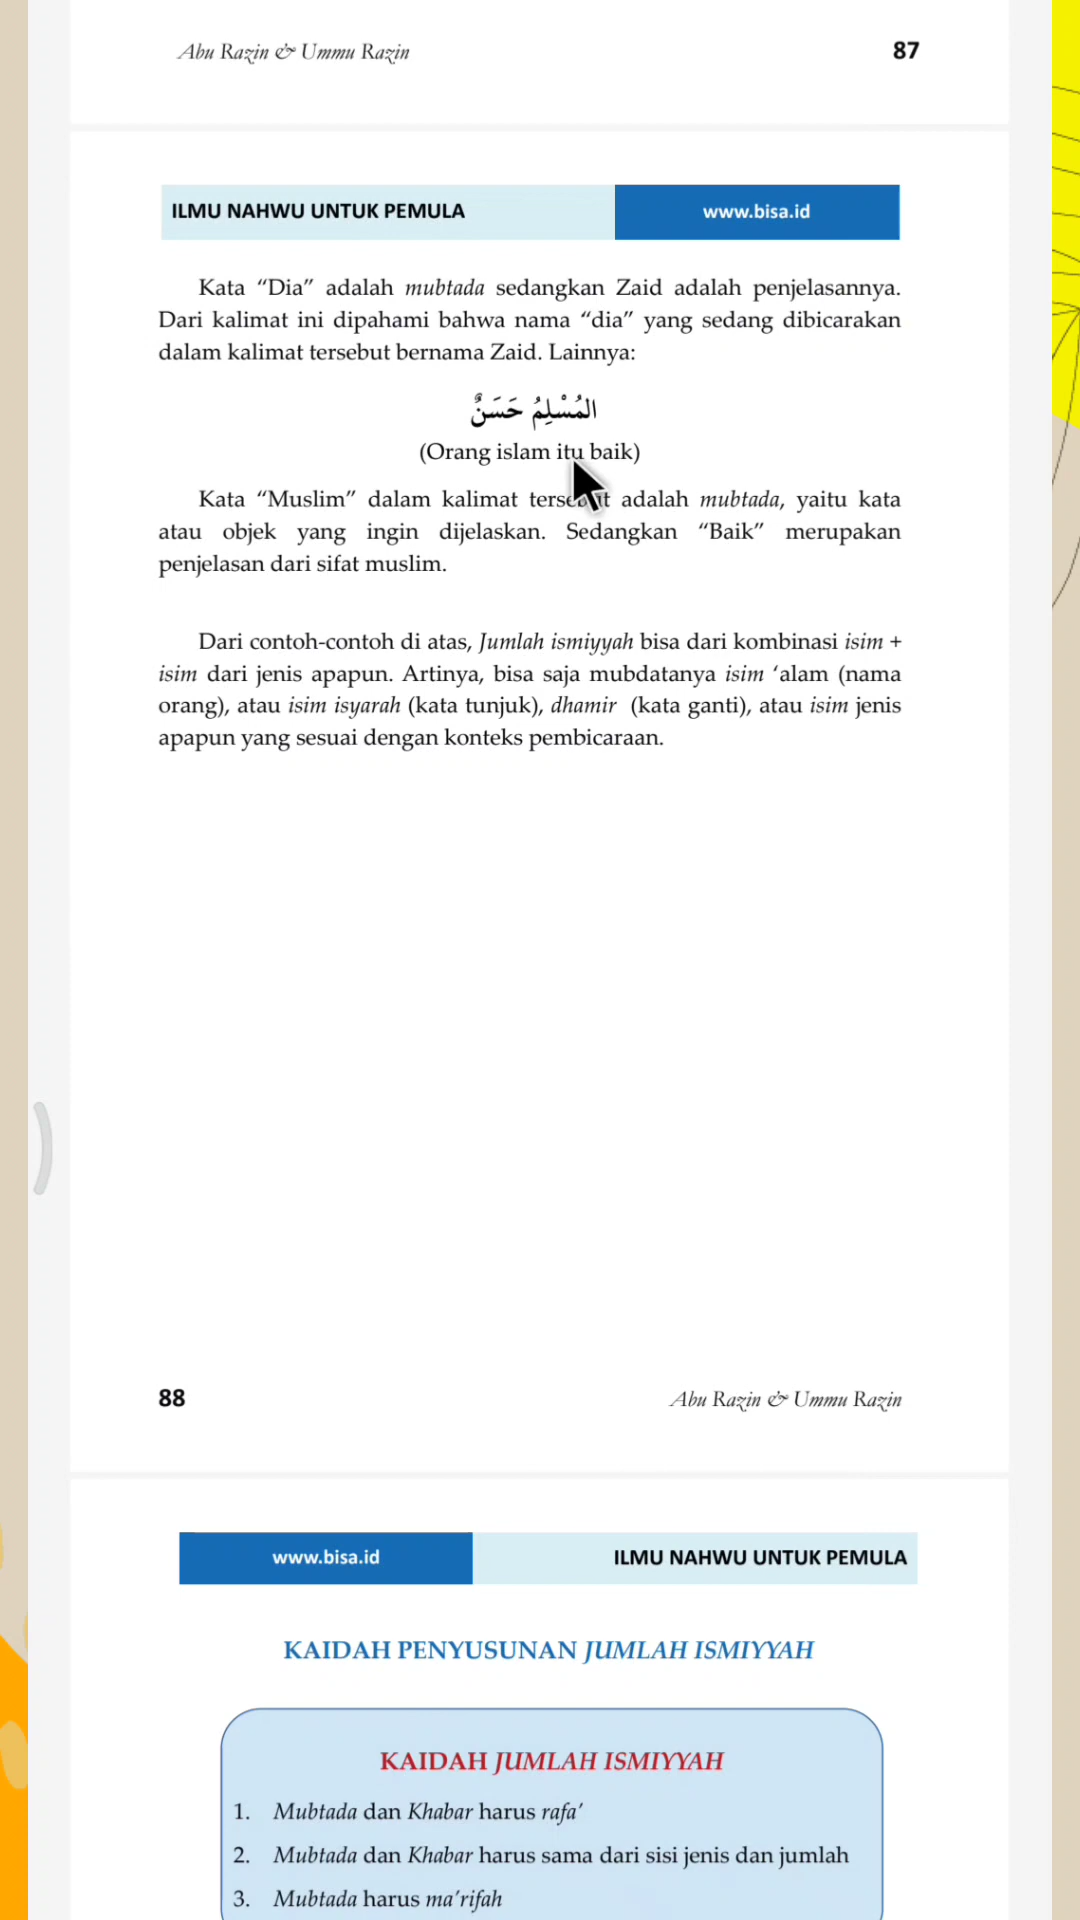 Abu Razin & Ummu Razin 87
ILMU NAHWU UNTUK PEMULA www.bisa.id
Kata “Dia” adalah mubtada sedangkan Zaid adalah penjelasannya.
Dari kalimat ini dipahami bahwa nama “dia” yang sedang dibicarakan
dalam kalimat tersebut bernama Zaid. Lainnya:
المُسْلِمُ حَسَنٌ
(Orang islam itu baik)
Kata “Muslim” dalam kalimat tersebut adalah mubtada, yaitu kata
atau objek yang ingin dijelaskan. Sedangkan “Baik” merupakan
penjelasan dari sifat muslim.
Dari contoh-contoh di atas, Jumlah ismiyyah bisa dari kombinasi isim +
isim dari jenis apapun. Artinya, bisa saja mubdatanya isim ‘alam (nama
orang), atau isim isyarah (kata tunjuk), dhamir (kata ganti), atau isim jenis
apapun yang sesuai dengan konteks pembicaraan.
88 Abu Razin & Ummu Razin
www.bisa.id ILMU NAHWU UNTUK PEMULA
KAIDAH PENYUSUNAN JUMLAH ISMIYYAH
KAIDAH JUMLAH ISMIYYAH
1. Mubtada dan Khabar harus rafa’
2. Mubtada dan Khabar harus sama dari sisi jenis dan jumlah
3. Mubtada harus ma’rifah